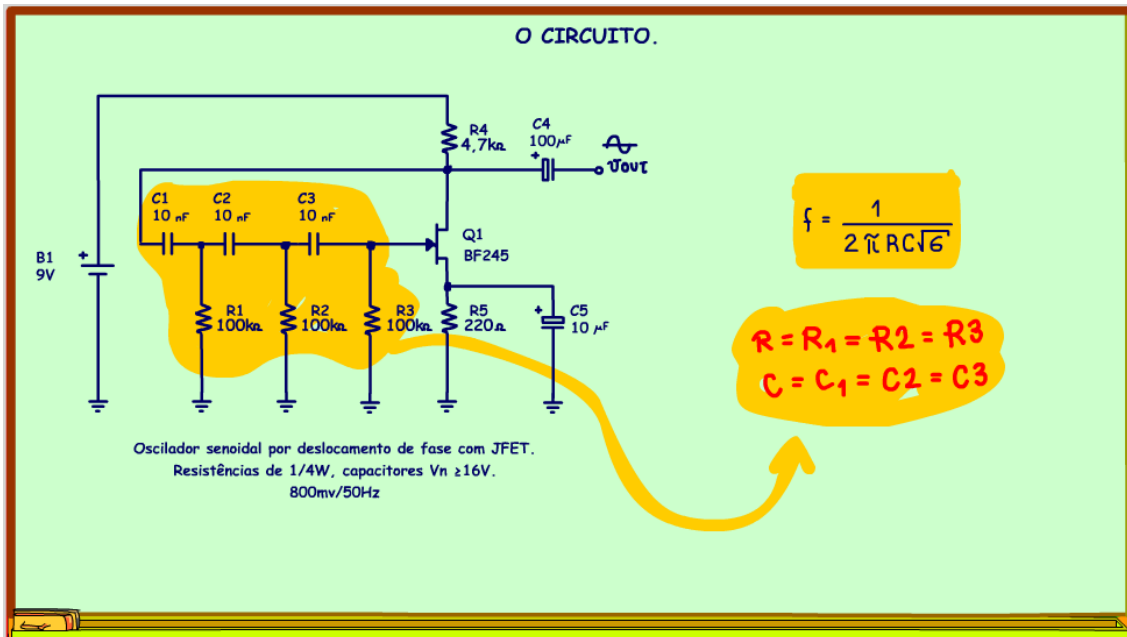 O CIRCUITO.
R4
4,7kΩ
C4
100µF
+
VOUT
C1
10 nF
C2
10 nF
C3
10 nF
Q1
BF245
B1
9V
+
R1
100kΩ
R2
100kΩ
R3
100kΩ
R5
220Ω
+
C5
10 µF
f = 1 / 2 π RC√6
R = R1 = R2 = R3
C = C1 = C2 = C3
Oscilador senoidal por deslocamento de fase com JFET.
Resistências de 1/4W, capacitores Vn ≥16V.
800mv/50Hz